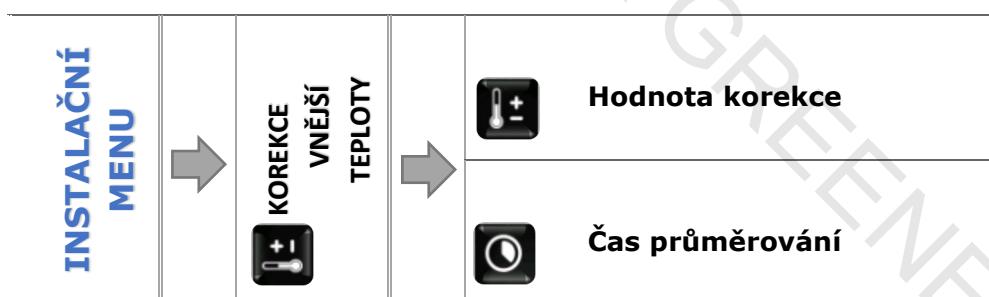 INSTALAČNÍ
MENU
KOREKCE
VNĚJŠÍ
TEPLOTY
Hodnota korekce
Čas průměrování